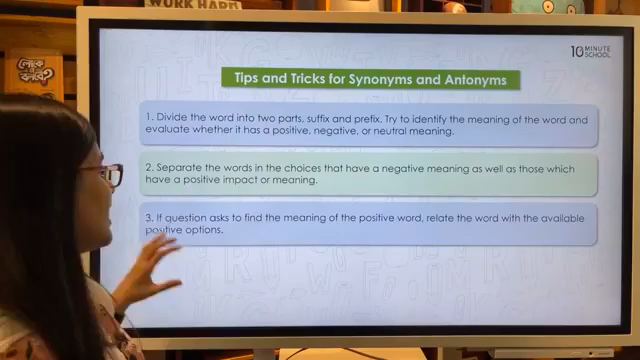 WORK HARD
লোকে
কি
বলবে?
10 MINUTE
SCHOOL
Tips and Tricks for Synonyms and Antonyms
1. Divide the word into two parts, suffix and prefix. Try to identify the meaning of the word and
evaluate whether it has a positive, negative, or neutral meaning.
2. Separate the words in the choices that have a negative meaning as well as those which
have a positive impact or meaning.
3. If question asks to find the meaning of the positive word, relate the word with the available
positive options.